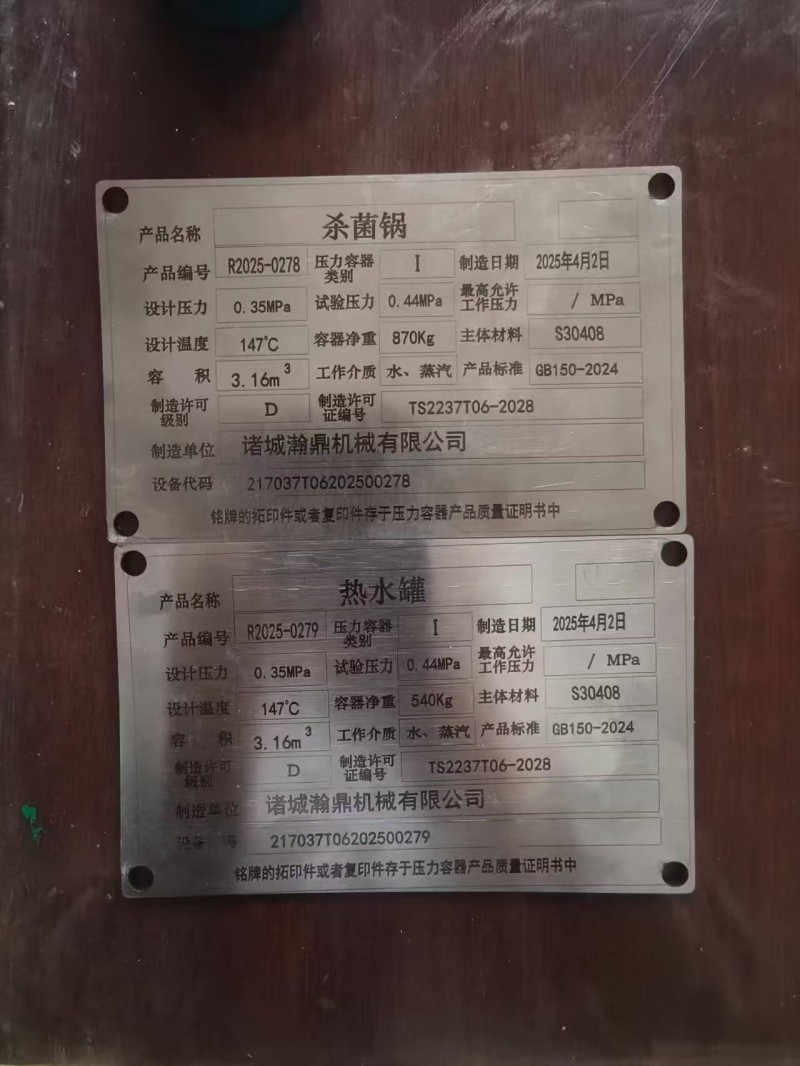 产品名称 杀菌锅
产品编号 R2025-0278 压力容器类别 I 制造日期 2025年4月2日
设计压力 0.35MPa 试验压力 0.44MPa 最高允许工作压力 / MPa
设计温度 147℃ 容器净重 870Kg 主体材料 S30408
容 积 3.16m³ 工作介质 水、蒸汽 产品标准 GB150-2024
制造许可级别 D 制造许可证编号 TS2237T06-2028
制造单位 诸城瀚鼎机械有限公司
设备代码 217037T06202500278
铭牌的拓印件或者复印件存于压力容器产品质量证明书中
产品名称 热水罐
产品编号 R2025-0279 压力容器类别 I 制造日期 2025年4月2日
设计压力 0.35MPa 试验压力 0.44MPa 最高允许工作压力 / MPa
设计温度 147℃ 容器净重 540Kg 主体材料 S30408
容 积 3.16m³ 工作介质 水、蒸汽 产品标准 GB150-2024
制造许可级别 D 制造许可证编号 TS2237T06-2028
制造单位 诸城瀚鼎机械有限公司
217037T06202500279
铭牌的拓印件或者复印件存于压力容器产品质量证明书中